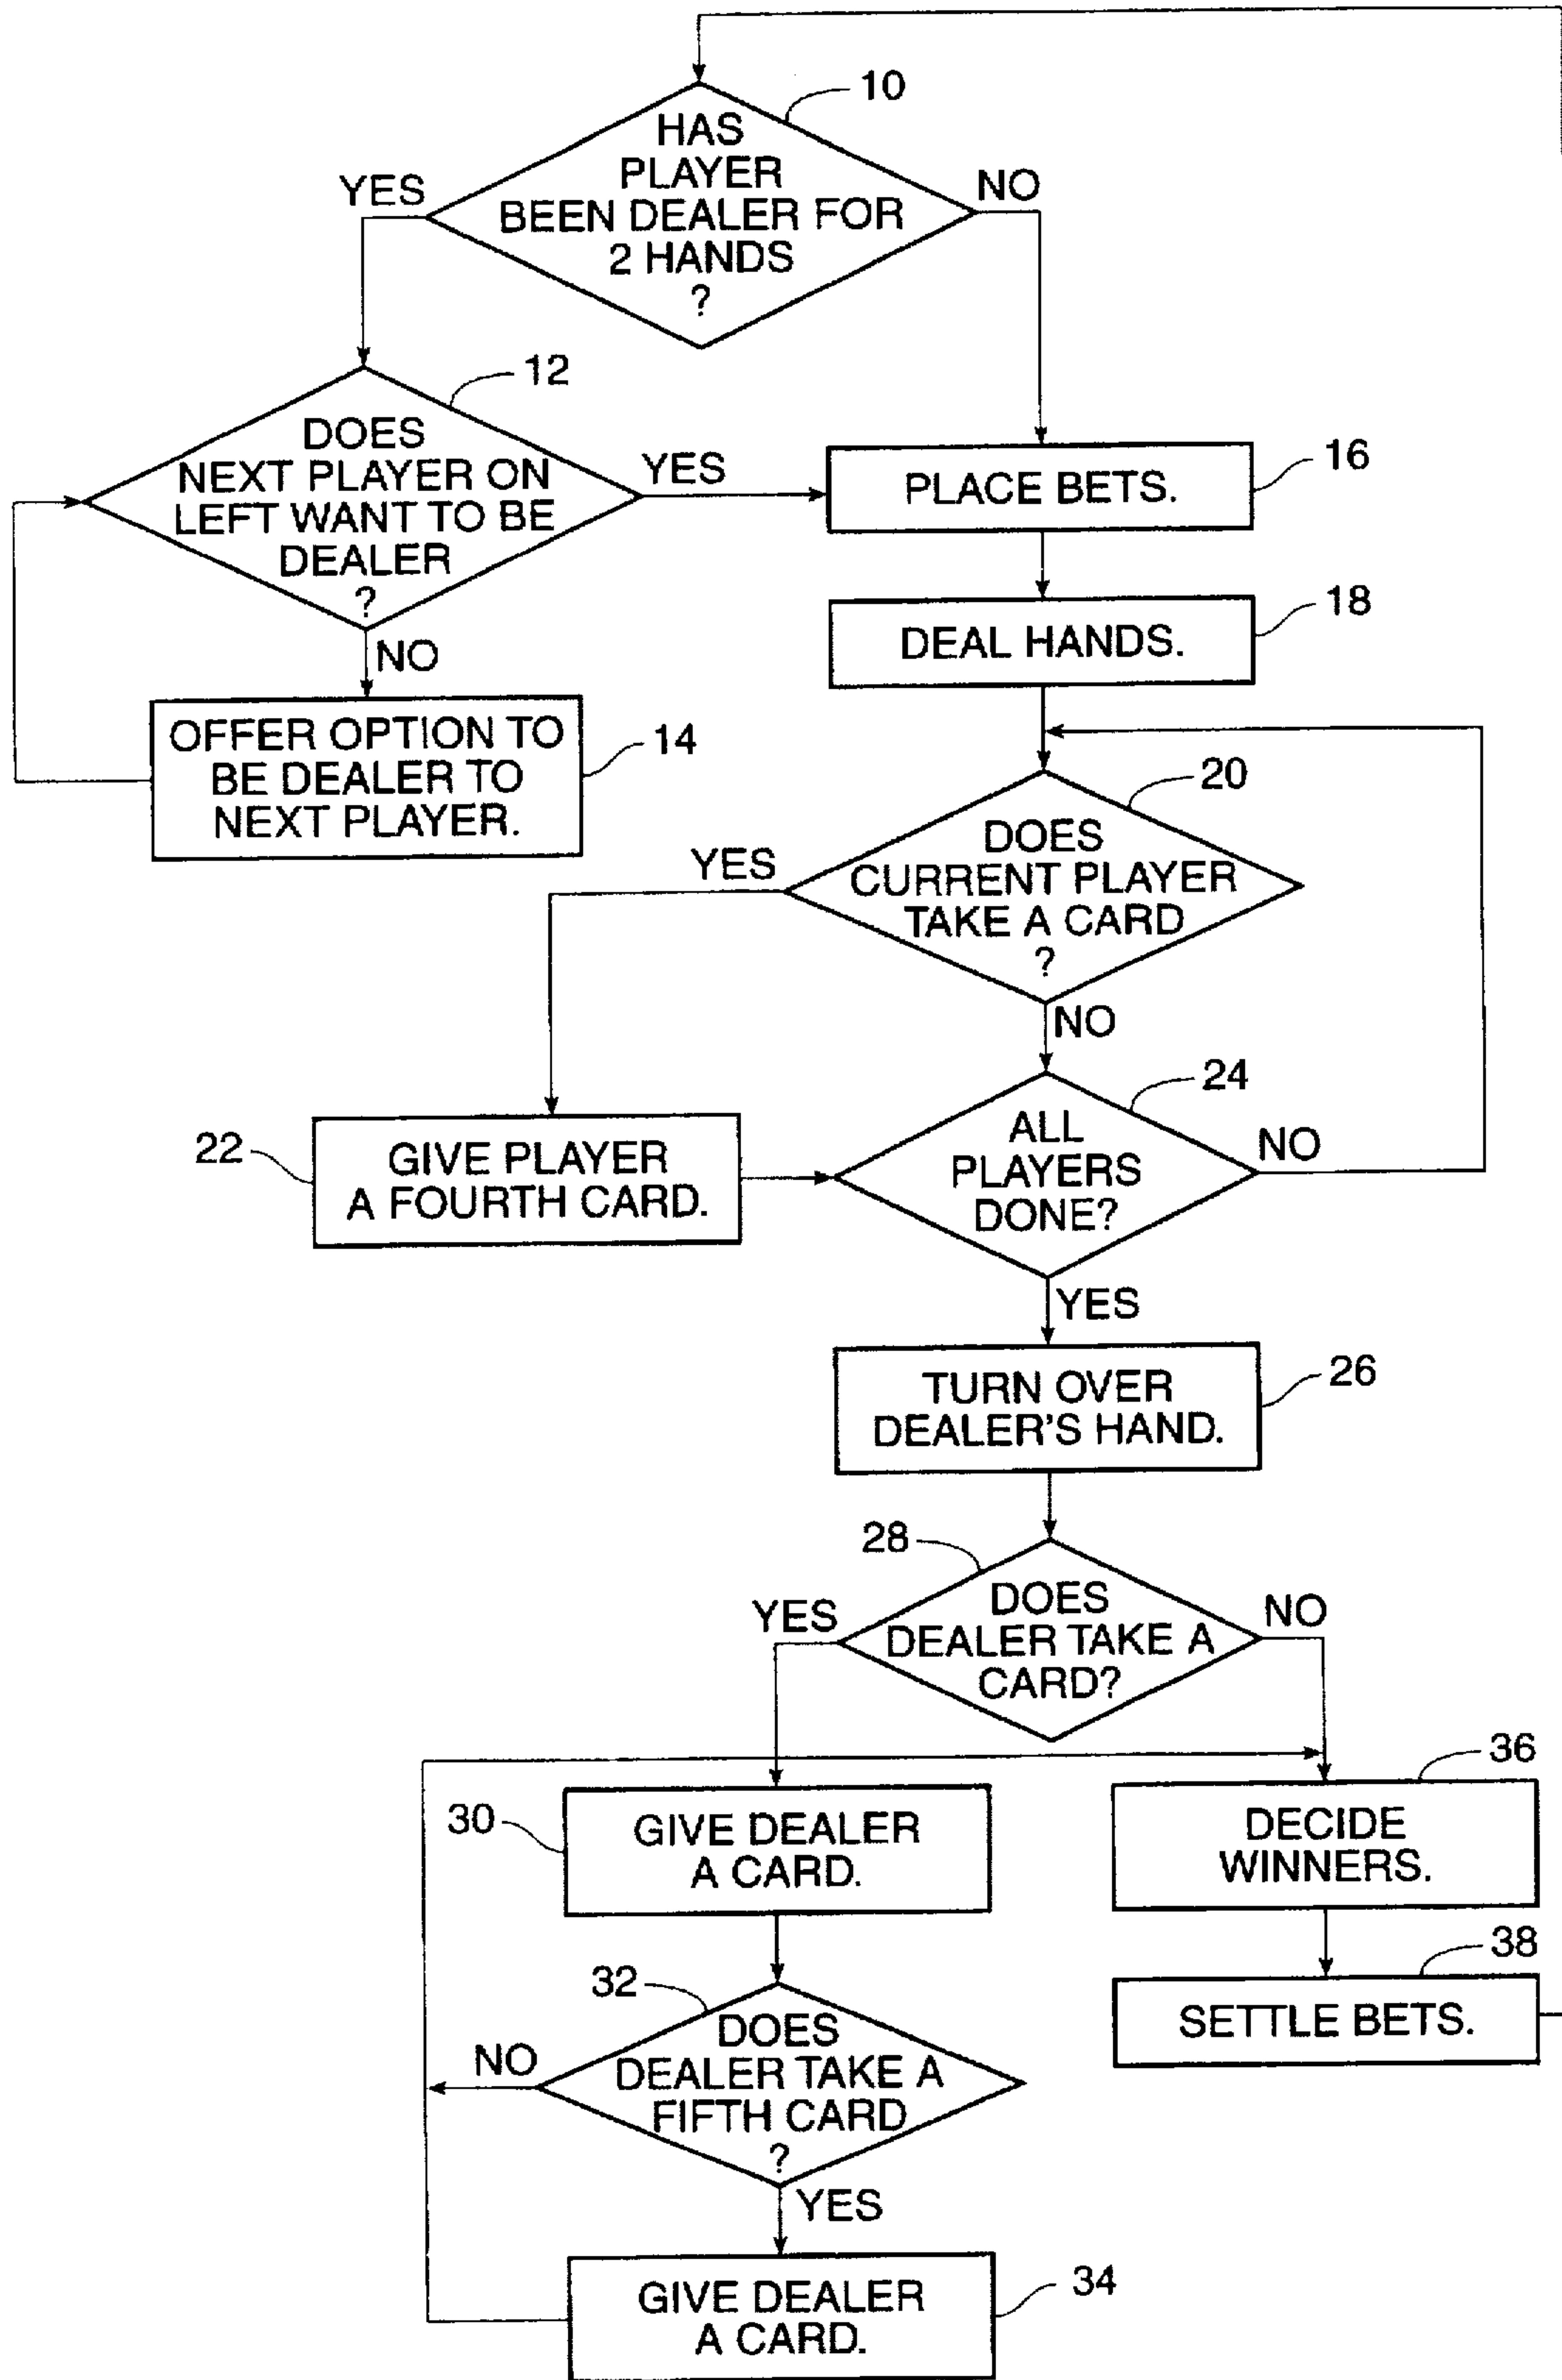 10
HAS
PLAYER
BEEN DEALER FOR
2 HANDS
?
YES
NO
12
DOES
NEXT PLAYER ON
LEFT WANT TO BE
DEALER
?
YES
NO
16
PLACE BETS.
18
DEAL HANDS.
14
OFFER OPTION TO
BE DEALER TO
NEXT PLAYER.
20
DOES
CURRENT PLAYER
TAKE A CARD
?
YES
NO
22
GIVE PLAYER
A FOURTH CARD.
24
ALL
PLAYERS
DONE?
NO
YES
26
TURN OVER
DEALER'S HAND.
28
DOES
DEALER TAKE A
CARD?
YES
NO
30
GIVE DEALER
A CARD.
36
DECIDE
WINNERS.
32
DOES
DEALER TAKE A
FIFTH CARD
?
NO
YES
38
SETTLE BETS.
34
GIVE DEALER
A CARD.